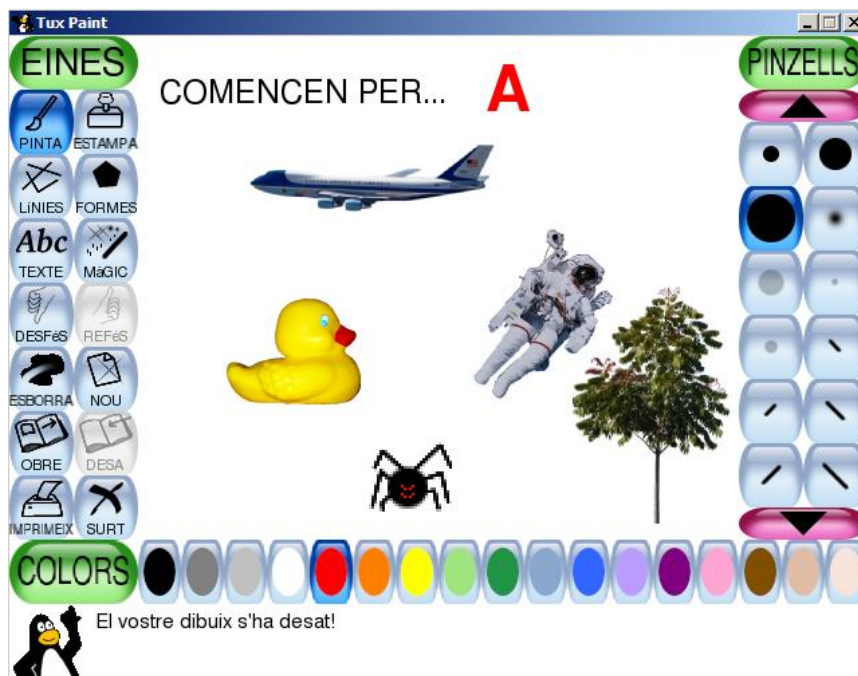 Tux Paint
EINES
PINZELLS
COMENCEN PER... A
PINTA ESTAMPA
LíNIES FORMES
Abc
TEXTE MàGIC
DESFéS REFéS
ESBORRA NOU
OBRE DESA
IMPRIMEIX SURT
COLORS
El vostre dibuix s'ha desat!